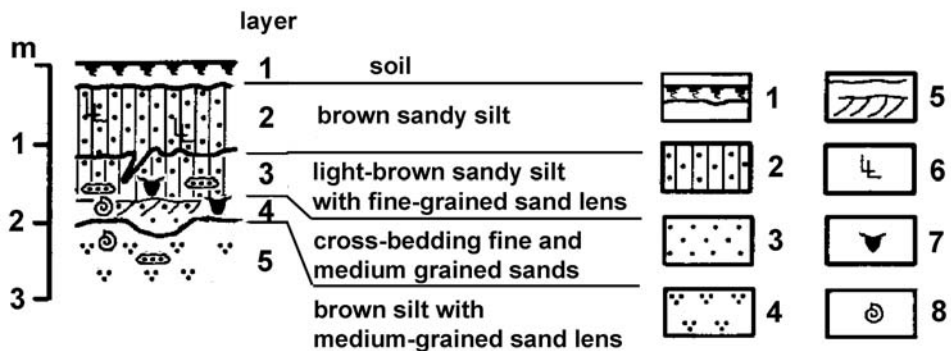 layer
m
1 soil
2 brown sandy silt
1
3 light-brown sandy silt
with fine-grained sand lens
2
4 cross-bedding fine and
medium grained sands
5 brown silt with
medium-grained sand lens
3
1
2
3
4
5
6
7
8